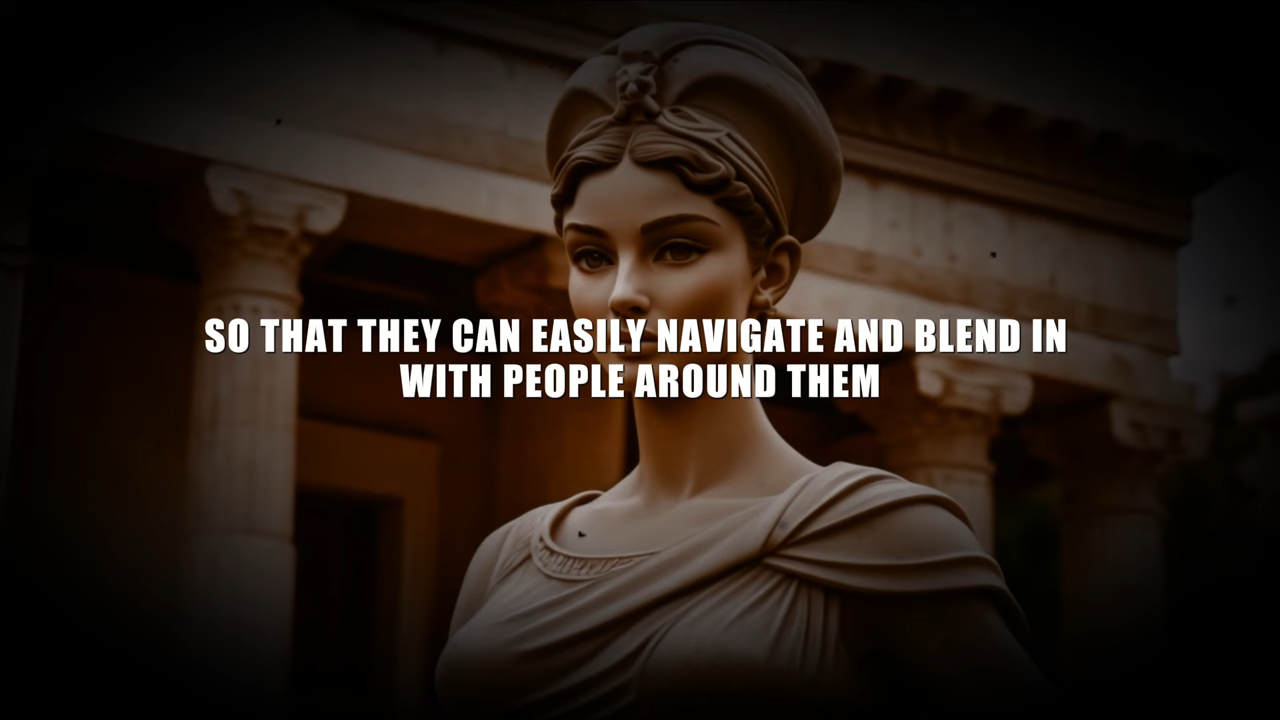 SO THAT THEY CAN EASILY NAVIGATE AND BLEND IN
WITH PEOPLE AROUND THEM